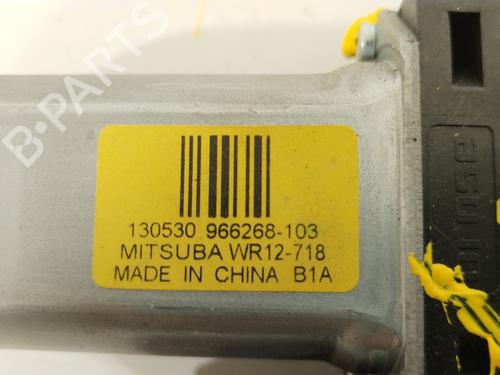 B-PARTS
130530 966268-103
MITSUBA WR12-718
MADE IN CHINA B1A